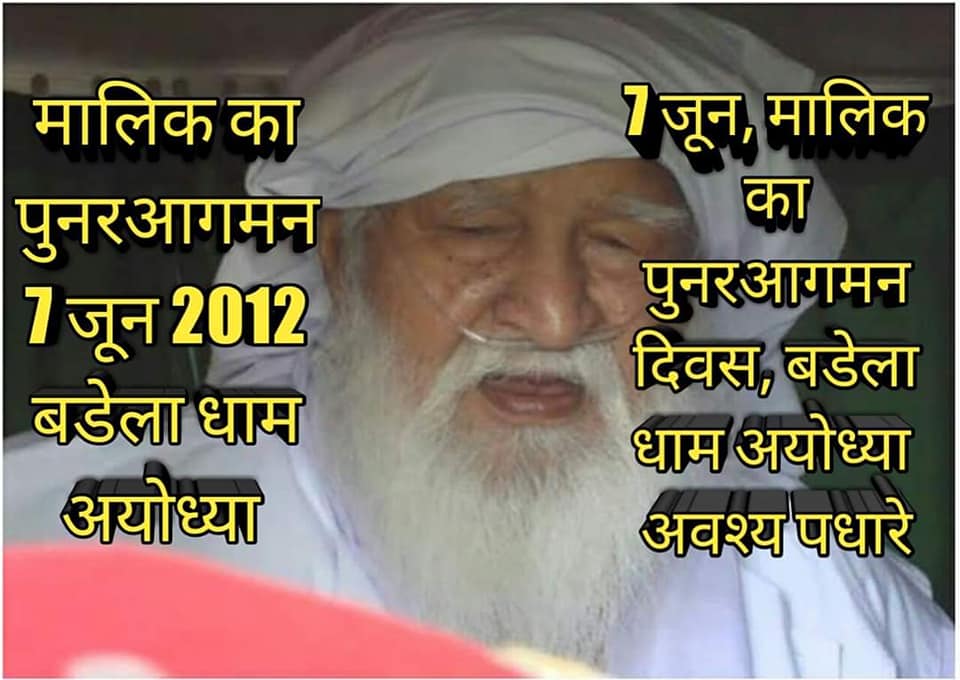 मालिक का
पुनरआगमन
7 जून 2012
बडेला धाम
अयोध्या
7 जून, मालिक
का
पुनरआगमन
दिवस, बडेला
धाम अयोध्या
अवश्य पधारे